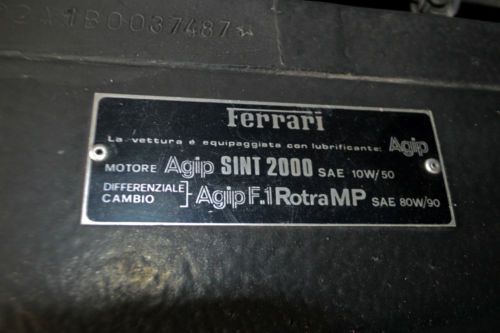 2X1B0037487☆
Ferrari
La vettura è equipaggiata con lubrificante: Agip
MOTORE Agip SINT 2000 SAE 10W/50
DIFFERENZIALE
CAMBIO ] Agip F.1 Rotra MP SAE 80W/90